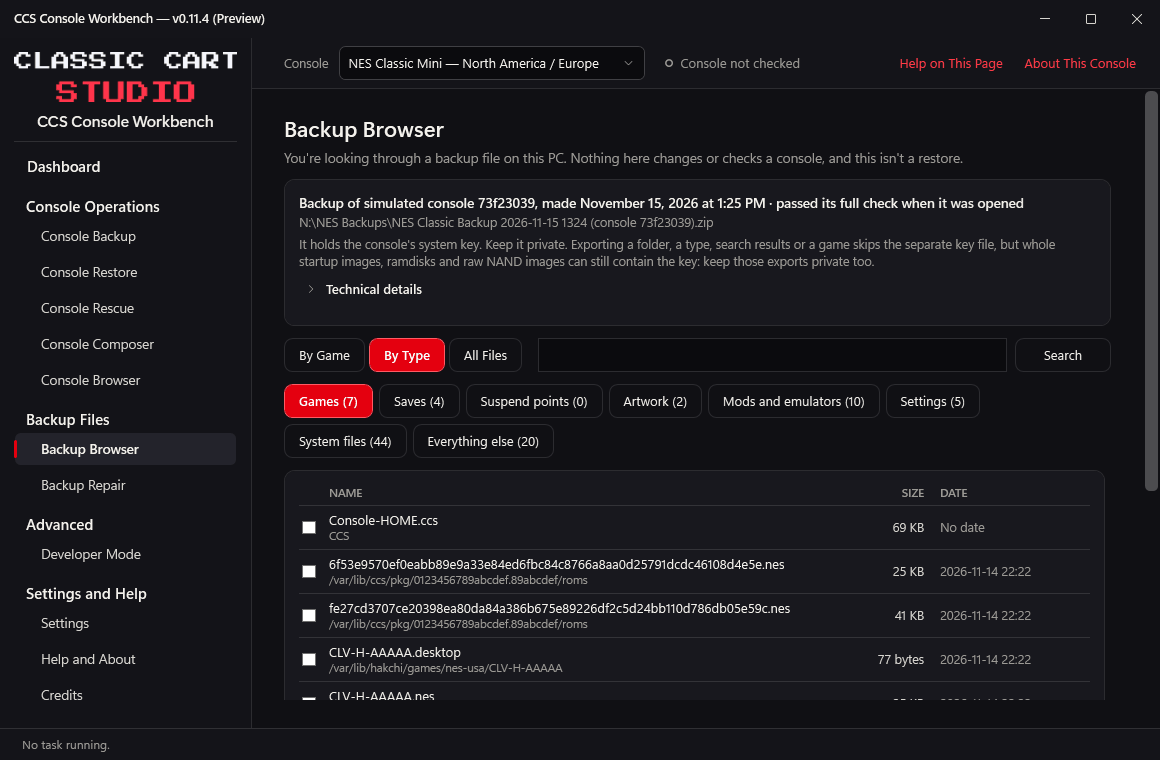 CCS Console Workbench — v0.11.4 (Preview)
CLASSIC CART
STUDIO
CCS Console Workbench
Dashboard
Console Operations
Console Backup
Console Restore
Console Rescue
Console Composer
Console Browser
Backup Files
Backup Browser
Backup Repair
Advanced
Developer Mode
Settings and Help
Settings
Help and About
Credits
Console
NES Classic Mini — North America / Europe
Console not checked
Help on This Page
About This Console
Backup Browser
You're looking through a backup file on this PC. Nothing here changes or checks a console, and this isn't a restore.
Backup of simulated console 73f23039, made November 15, 2026 at 1:25 PM · passed its full check when it was opened
N:\NES Backups\NES Classic Backup 2026-11-15 1324 (console 73f23039).zip
It holds the console's system key. Keep it private. Exporting a folder, a type, search results or a game skips the separate key file, but whole
startup images, ramdisks and raw NAND images can still contain the key: keep those exports private too.
Technical details
By Game
By Type
All Files
Search
Games (7)
Saves (4)
Suspend points (0)
Artwork (2)
Mods and emulators (10)
Settings (5)
System files (44)
Everything else (20)
NAME SIZE DATE
Console-HOME.ccs 69 KB No date
CCS
6f53e9570ef0eabb89e9a33e84ed6fbc84c8766a8aa0d25791dcdc46108d4e5e.nes 25 KB 2026-11-14 22:22
/var/lib/ccs/pkg/0123456789abcdef.89abcdef/roms
fe27cd3707ce20398ea80da84a386b675e89226df2c5d24bb110d786db05e59c.nes 41 KB 2026-11-14 22:22
/var/lib/ccs/pkg/0123456789abcdef.89abcdef/roms
CLV-H-AAAAA.desktop 77 bytes 2026-11-14 22:22
/var/lib/hakchi/games/nes-usa/CLV-H-AAAAA
CLV-H-AAAAA.nes
No task running.